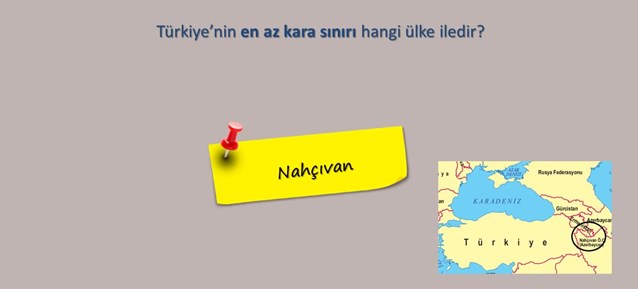 Türkiye’nin en az kara sınırı hangi ülke iledir?
Nahçıvan
Rusya Federasyonu
KARADENİZ
Gürcistan
Azerbaycan
Türkiye
Nahçıvan Ö.C.
(Azerbaycan)